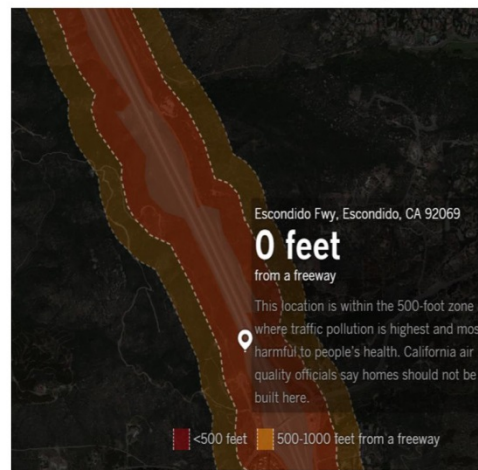 Escondido Fwy, Escondido, CA 92069
0 feet
from a freeway
This location is within the 500-foot zone
where traffic pollution is highest and mos
harmful to people's health. California air
quality officials say homes should not be
built here.
<500 feet 500-1000 feet from a freeway